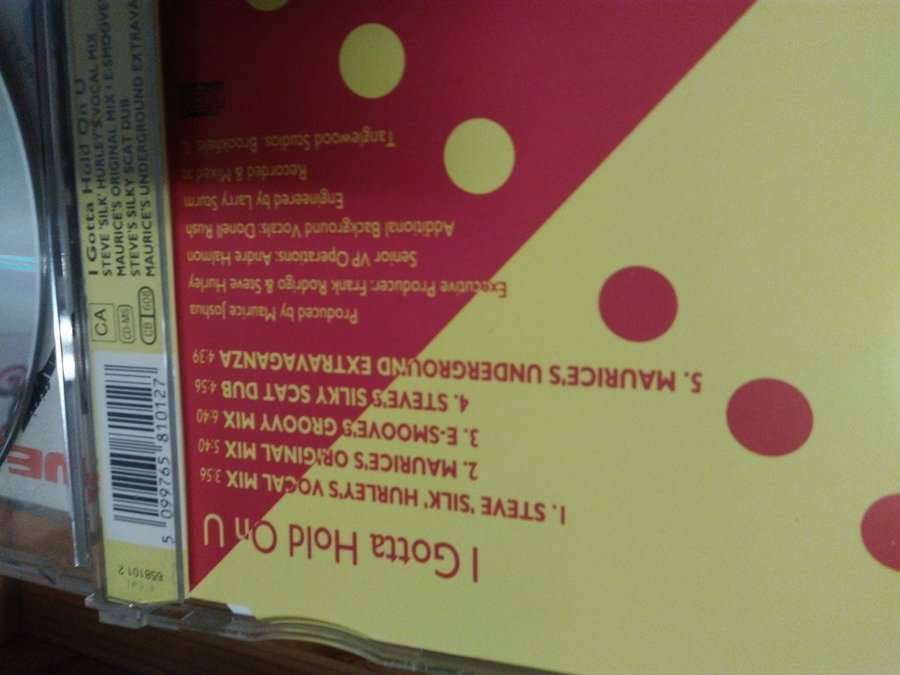 I Gotta Hold On U
1. STEVE 'SILK' HURLEY'S VOCAL MIX 3:56
2. MAURICE'S ORIGINAL MIX 5:40
3. E-SMOOVE'S GROOVY MIX 6:40
4. STEVE'S SILKY SCAT DUB 4:56
5. MAURICE'S UNDERGROUND EXTRAVAGANZA 4:39
Produced by Maurice Joshua
Executive Producer: Frank Rodrigo & Steve Hurley
Senior VP Operations: Andre Halmon
Additional Background Vocals: Donell Rush
Engineered by Larry Sturm
Recorded & Mixed at
Tanglewood Studios, Brookfield, IL
I Gotta Hold On U
STEVE 'SILK' HURLEY'S VOCAL MIX
MAURICE'S ORIGINAL MIX • E-SMOOVE'
STEVE'S SILKY SCAT DUB
MAURICE'S UNDERGROUND EXTRAVA
CA
CD-MS
CB 608
5 099765 810127
658101 2